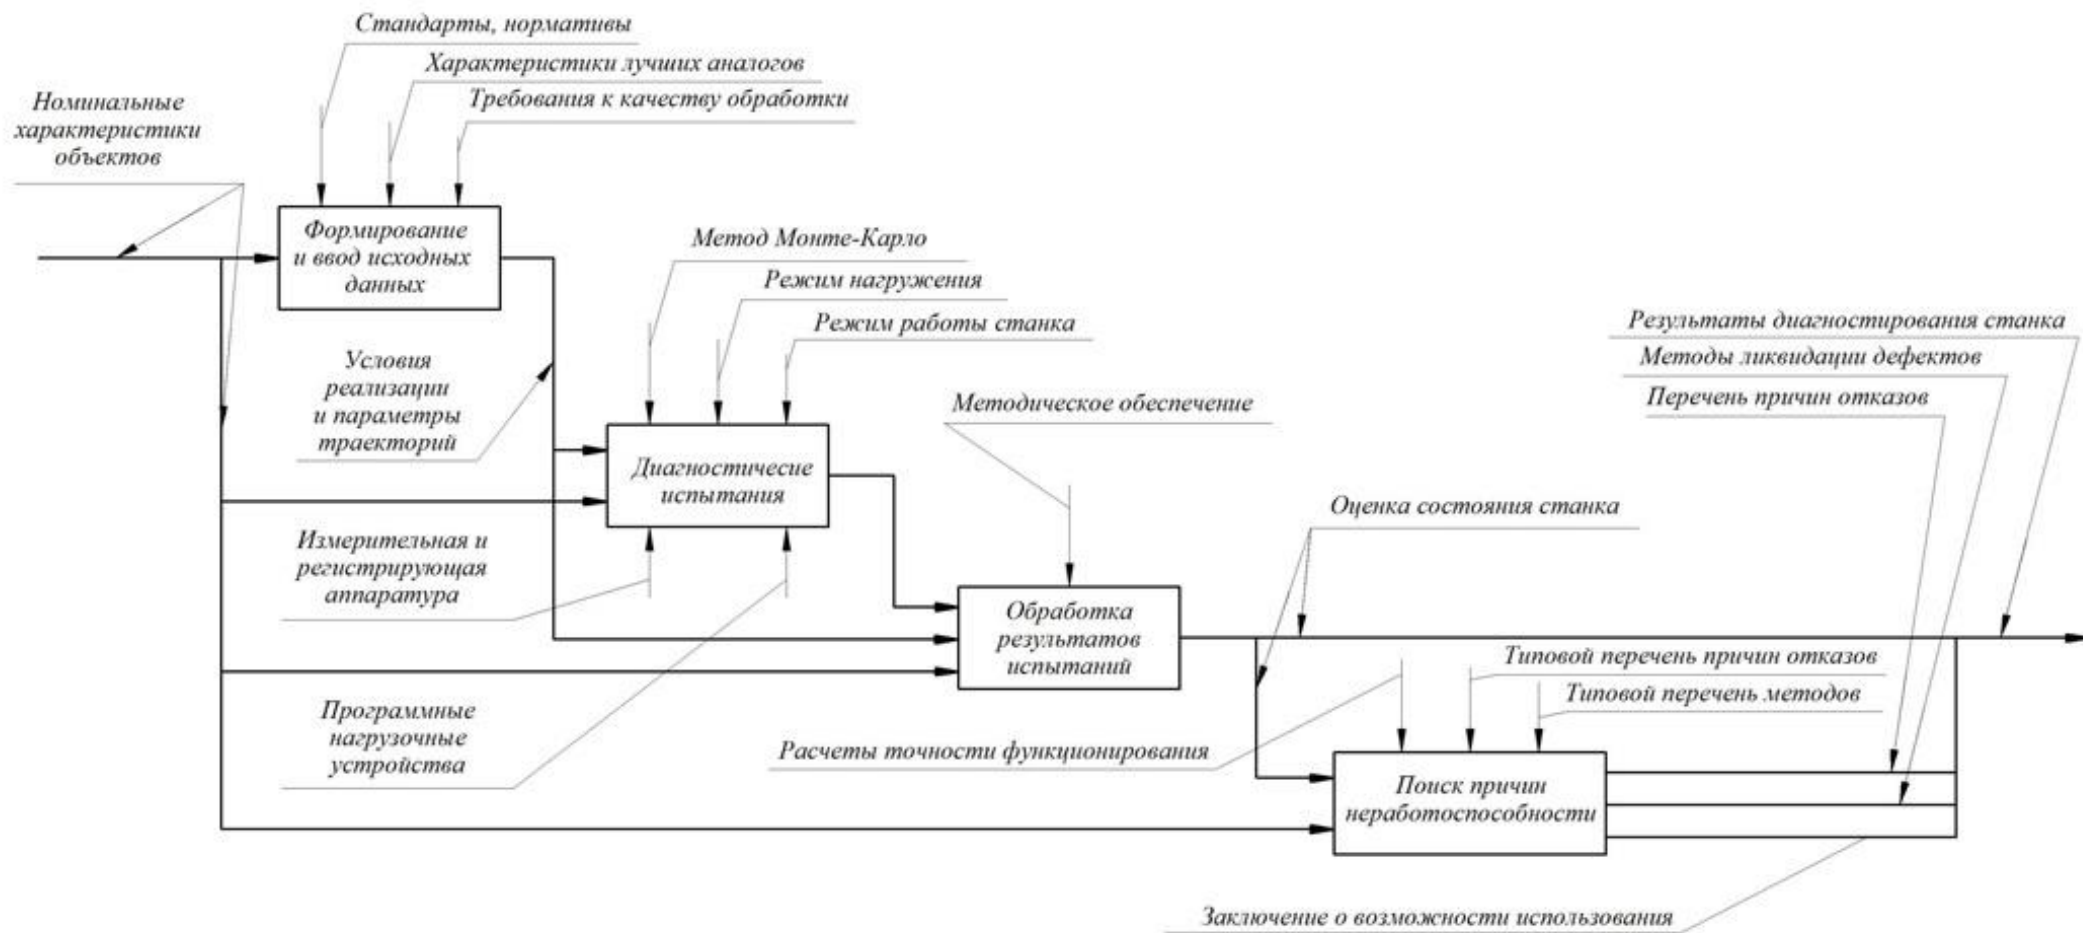 Стандарты, нормативы
Характеристики лучших аналогов
Требования к качеству обработки
Номинальные
характеристики
объектов
Формирование
и ввод исходных
данных
Метод Монте-Карло
Режим нагружения
Режим работы станка
Условия
реализации
и параметры
траекторий
Диагностичесие
испытания
Методическое обеспечение
Результаты диагностирования станка
Методы ликвидации дефектов
Перечень причин отказов
Оценка состояния станка
Измерительная и
регистрирующая
аппаратура
Обработка
результатов
испытаний
Программные
нагрузочные
устройства
Расчеты точности функционирования
Типовой перечень причин отказов
Типовой перечень методов
Поиск причин
неработоспособности
Заключение о возможности использования